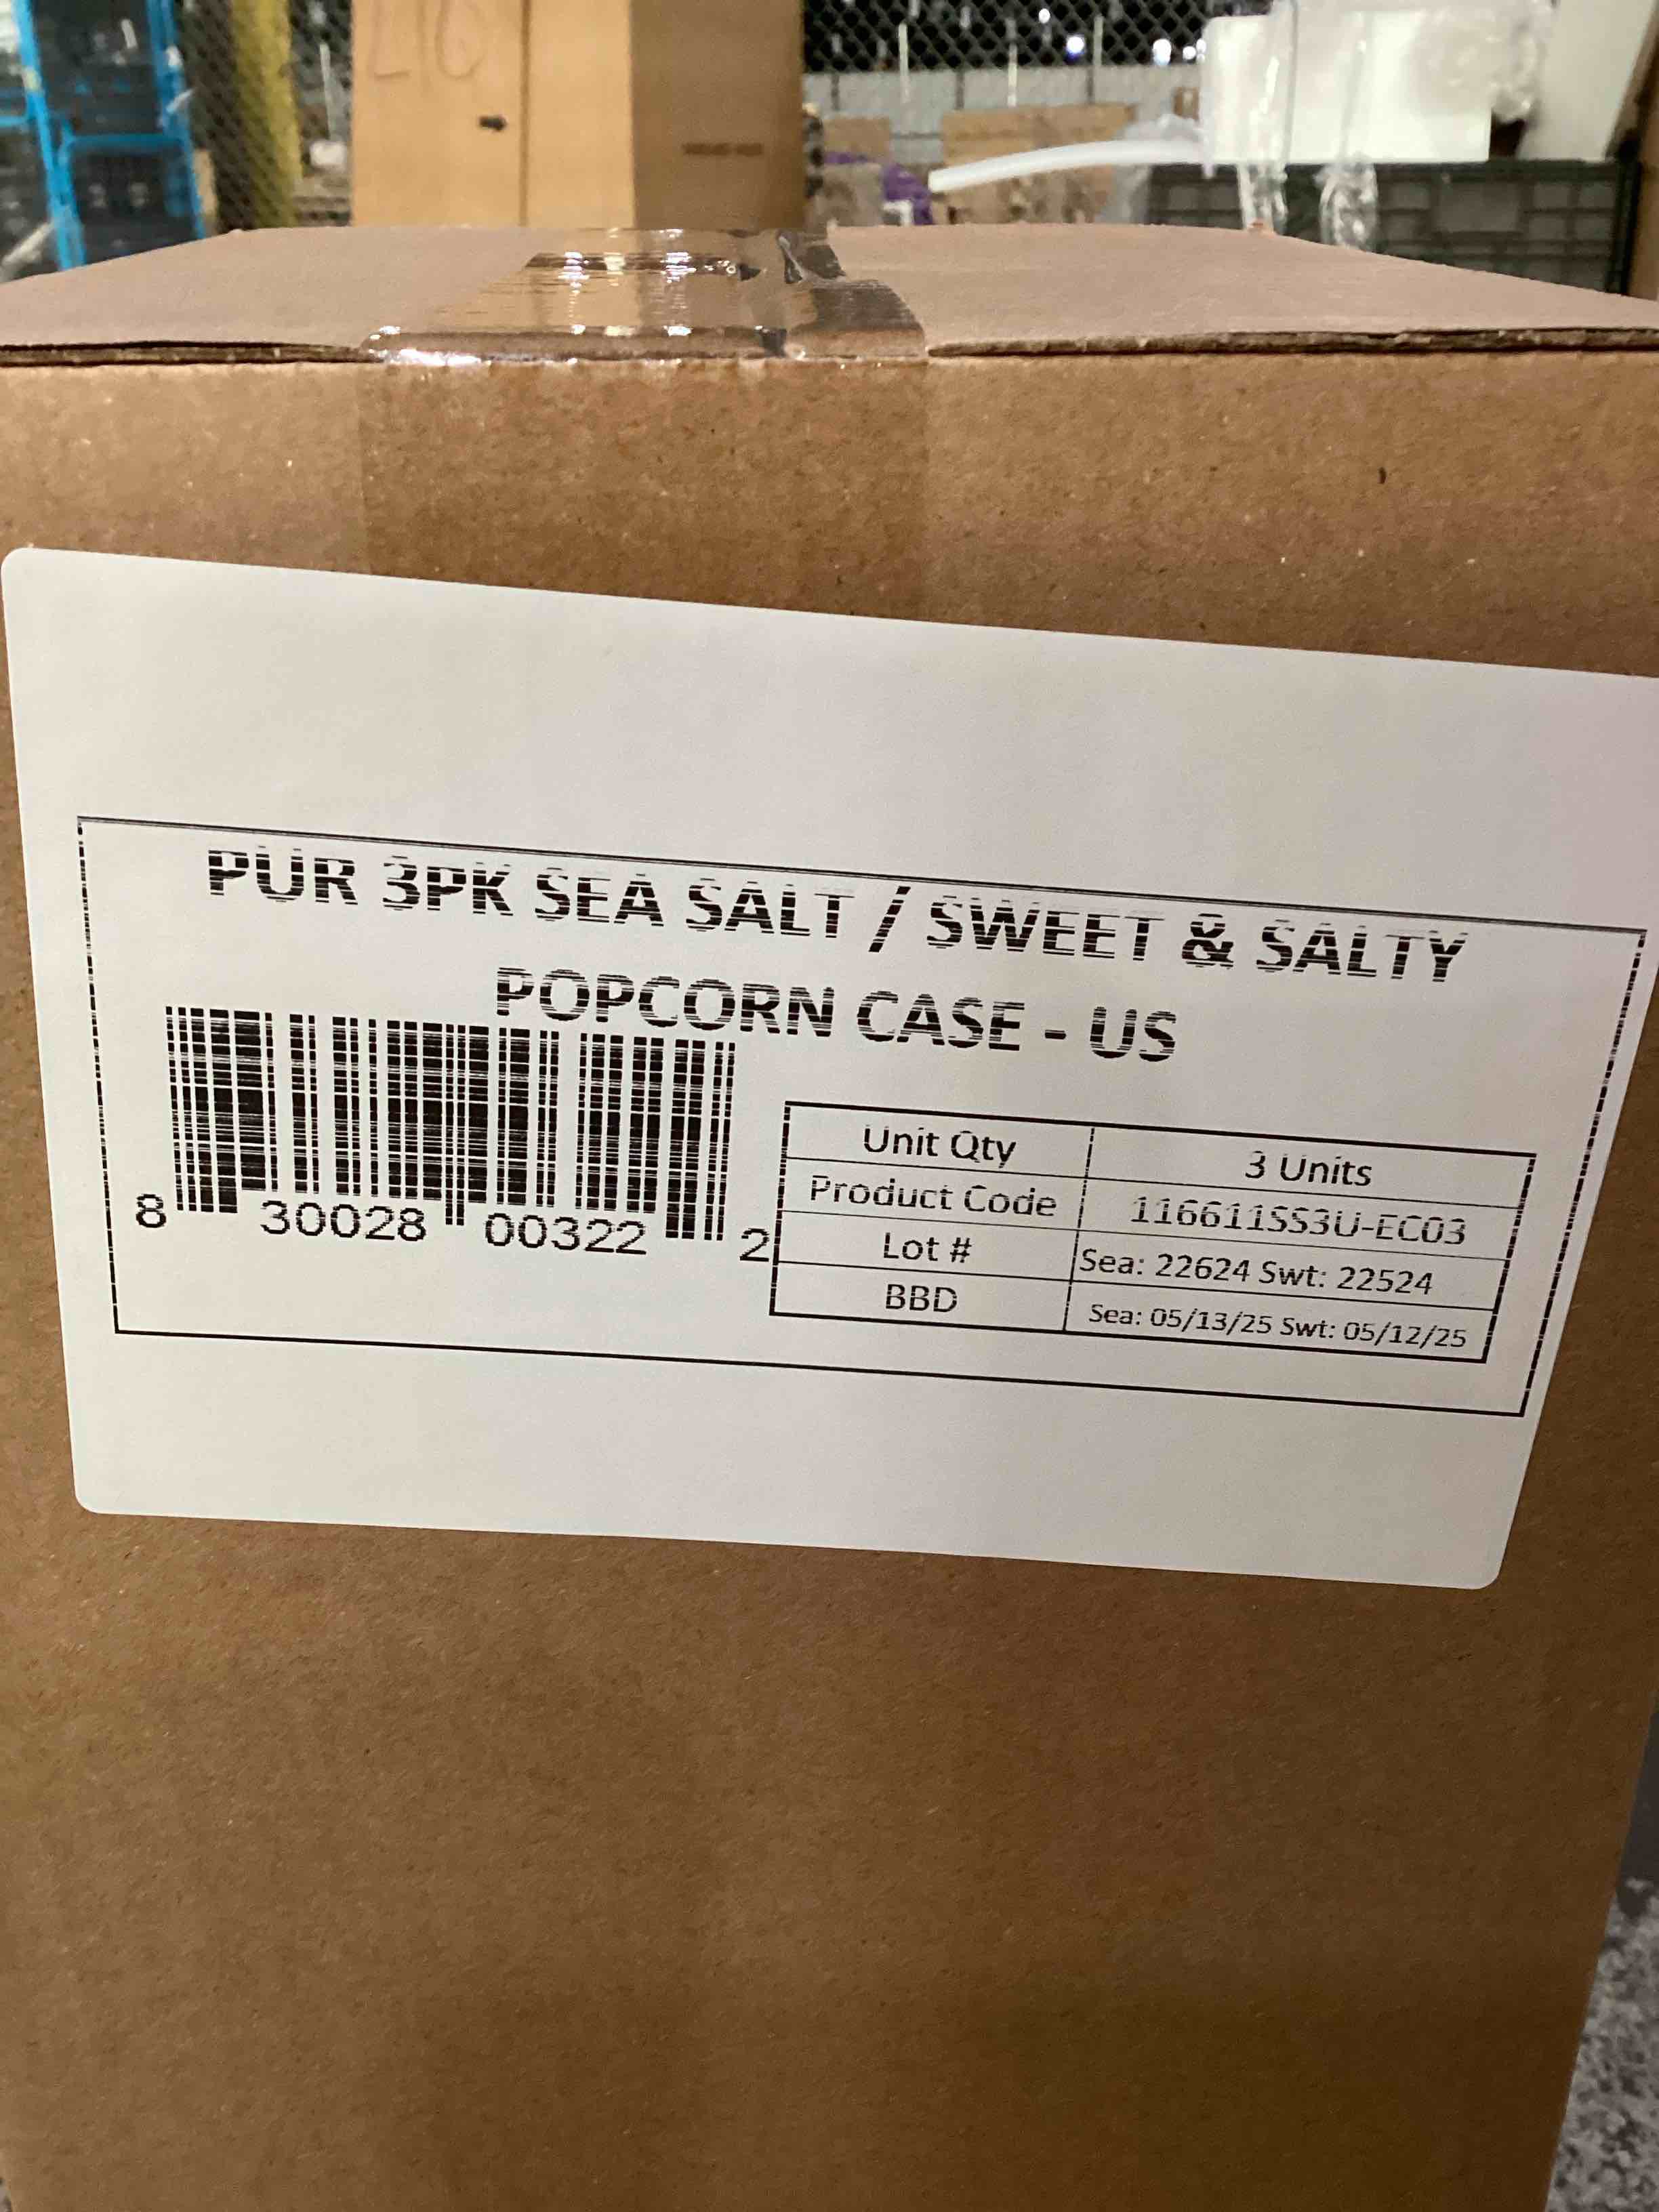 LIG
PUR 3PK SEA SALT / SWEET & SALTY
POPCORN CASE - US
8 30028 00322 2
Unit Qty 3 Units
Product Code 116611SS3U-EC03
Lot # Sea: 22624 Swt: 22524
BBD Sea: 05/13/25 Swt: 05/12/25